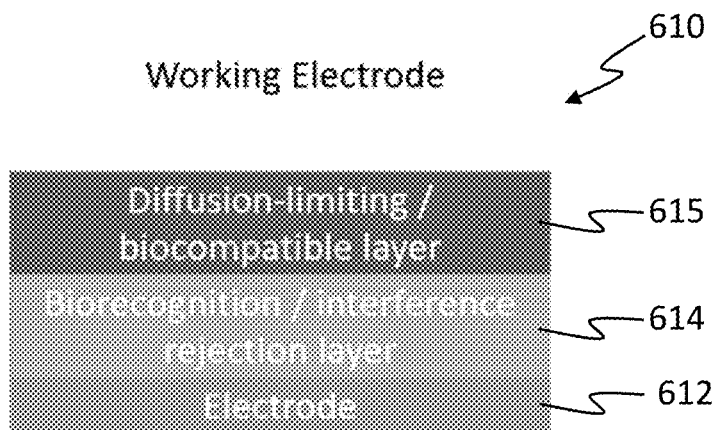 610
Working Electrode
Diffusion-limiting /
biocompatible layer
615
Biorecognition / interference
rejection layer
614
Electrode
612